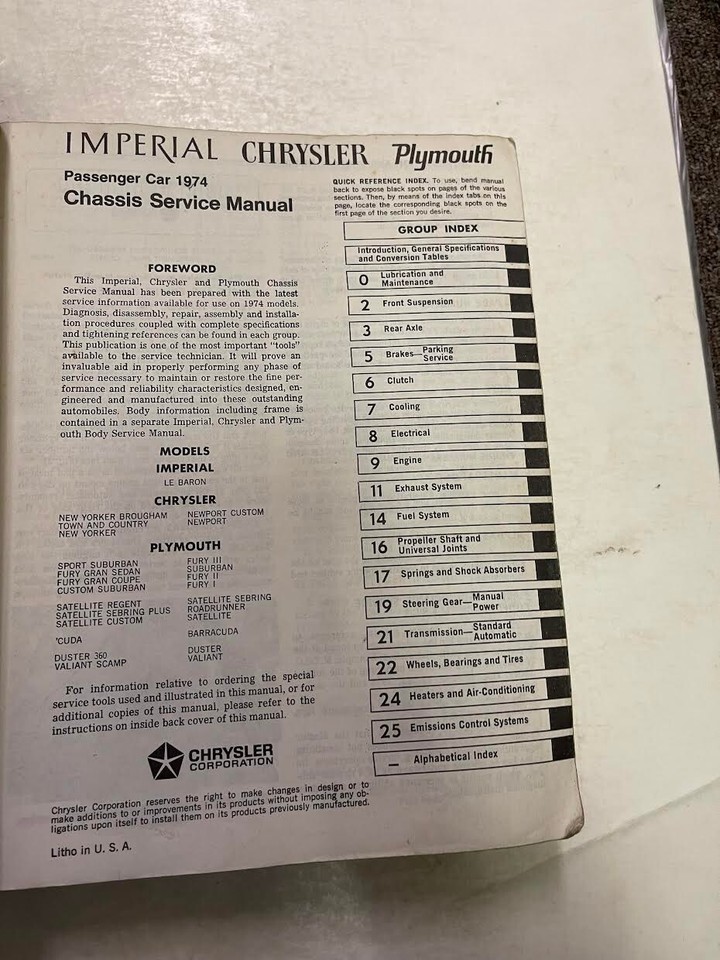 IMPERIAL CHRYSLER Plymouth
Passenger Car 1974
Chassis Service Manual
FOREWORD
This Imperial, Chrysler and Plymouth Chassis
Service Manual has been prepared with the latest
service information available for use on 1974 models.
Diagnosis, disassembly, repair, assembly and installa-
tion procedures coupled with complete specifications
and tightening references can be found in each group.
This publication is one of the most important "tools"
available to the service technician. It will prove an
invaluable aid in properly performing any phase of
service necessary to maintain or restore the fine per-
formance and reliability characteristics designed, en-
gineered and manufactured into these outstanding
automobiles. Body information including frame is
contained in a separate Imperial, Chrysler and Plym-
outh Body Service Manual.
MODELS
IMPERIAL
LE BARON
CHRYSLER
NEW YORKER BROUGHAM NEWPORT CUSTOM
TOWN AND COUNTRY NEWPORT
NEW YORKER
PLYMOUTH
SPORT SUBURBAN FURY III
FURY GRAN SEDAN SUBURBAN
FURY GRAN COUPE FURY II
CUSTOM SUBURBAN FURY I
SATELLITE REGENT SATELLITE SEBRING
SATELLITE SEBRING PLUS ROADRUNNER
SATELLITE CUSTOM SATELLITE
'CUDA BARRACUDA
DUSTER 360 DUSTER
VALIANT SCAMP VALIANT
For information relative to ordering the special
service tools used and illustrated in this manual, or for
additional copies of this manual, please refer to the
instructions on inside back cover of this manual.
CHRYSLER
CORPORATION
Chrysler Corporation reserves the right to make changes in design or to
make additions to or improvements in its products without imposing any ob-
ligations upon itself to install them on its products previously manufactured.
Litho in U. S. A.
QUICK REFERENCE INDEX. To use, bend manual
back to expose black spots on pages of the various
sections. Then, by means of the index tabs on this
page, locate the corresponding black spots on the
first page of the section you desire.
GROUP INDEX
Introduction, General Specifications
and Conversion Tables
0 Lubrication and
Maintenance
2 Front Suspension
3 Rear Axle
5 Brakes—Parking
Service
6 Clutch
7 Cooling
8 Electrical
9 Engine
11 Exhaust System
14 Fuel System
16 Propeller Shaft and
Universal Joints
17 Springs and Shock Absorbers
19 Steering Gear—Manual
Power
21 Transmission—Standard
Automatic
22 Wheels, Bearings and Tires
24 Heaters and Air-Conditioning
25 Emissions Control Systems
— Alphabetical Index